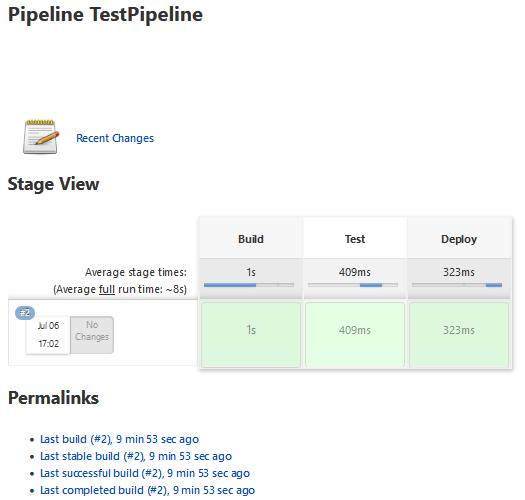 Pipeline TestPipeline
Recent Changes
Stage View
Build Test Deploy
Average stage times:
(Average full run time: ~8s)
1s 409ms 323ms
#2
Jul 06
17:02
No
Changes
1s 409ms 323ms
Permalinks
Last build (#2), 9 min 53 sec ago
Last stable build (#2), 9 min 53 sec ago
Last successful build (#2), 9 min 53 sec ago
Last completed build (#2), 9 min 53 sec ago